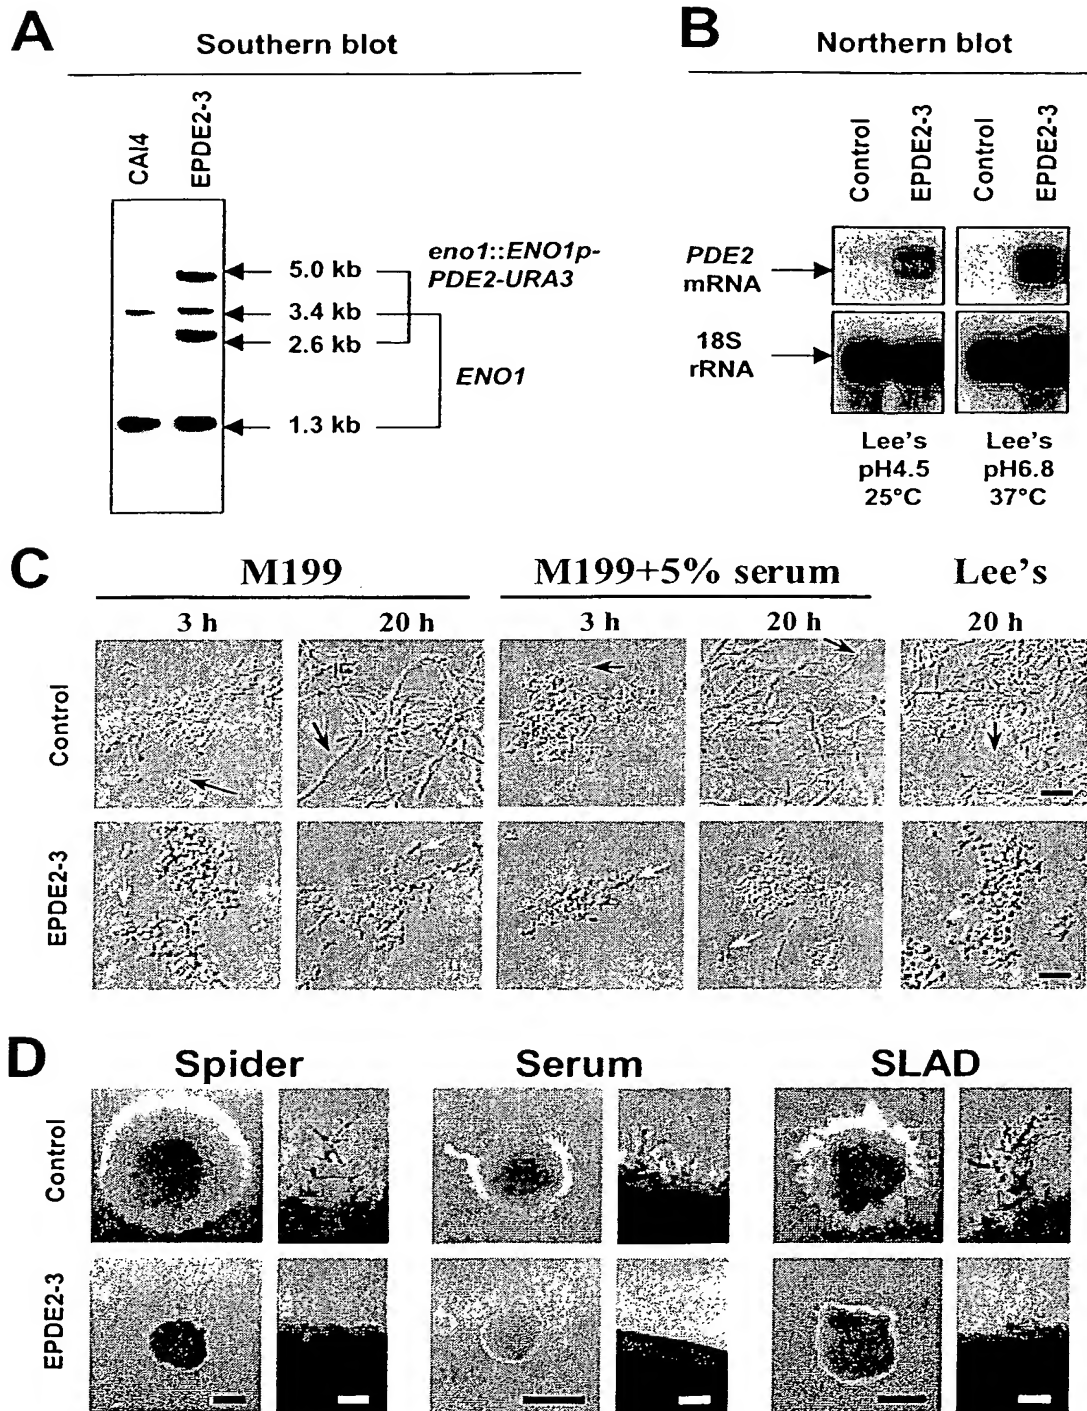 A
Southern blot
CAI4
EPDE2-3
5.0 kb
3.4 kb
2.6 kb
1.3 kb
eno1::ENO1p-
PDE2-URA3
ENO1
B
Northern blot
Control
EPDE2-3
Control
EPDE2-3
PDE2
mRNA
18S
rRNA
Lee's
pH4.5
25°C
Lee's
pH6.8
37°C
C
M199
M199+5% serum
Lee's
3 h
20 h
3 h
20 h
20 h
Control
EPDE2-3
D
Spider
Serum
SLAD
Control
EPDE2-3